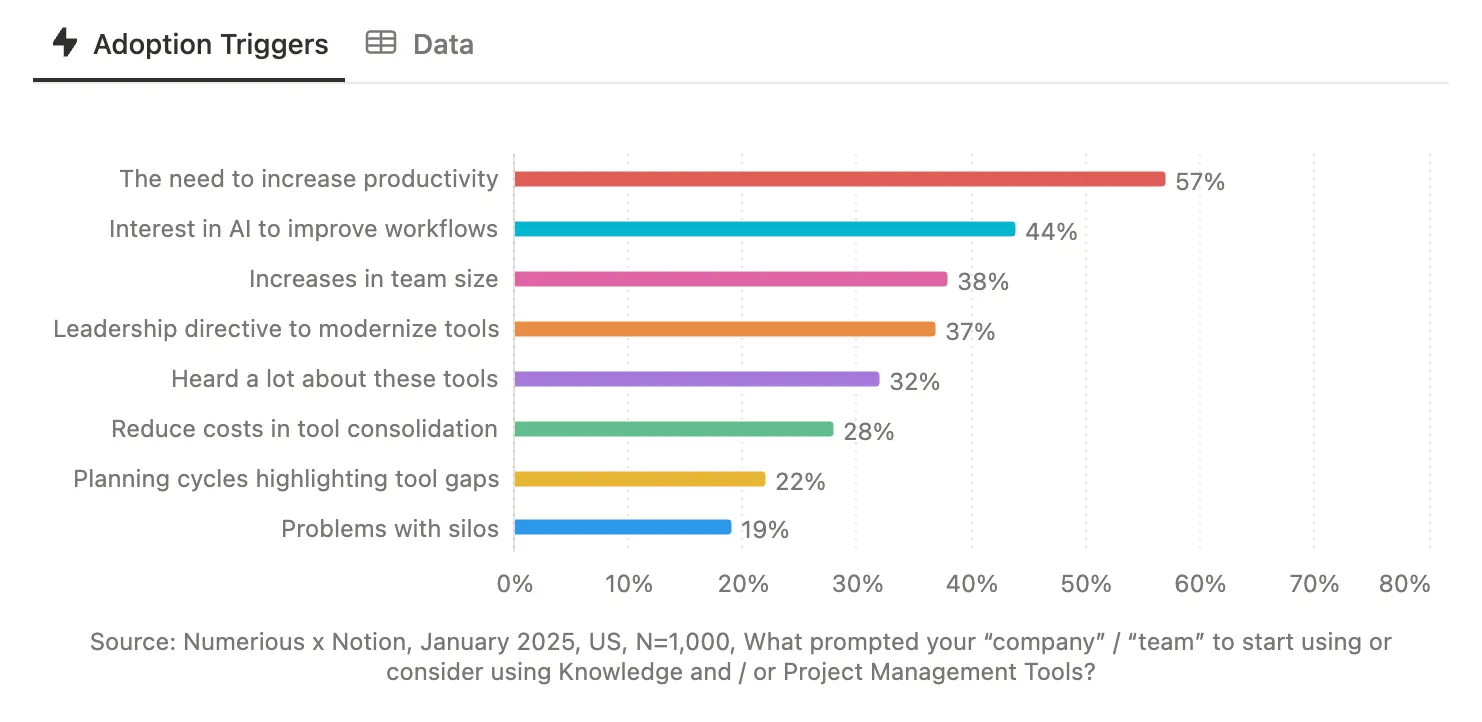 Adoption Triggers Data
The need to increase productivity 57%
Interest in AI to improve workflows 44%
Increases in team size 38%
Leadership directive to modernize tools 37%
Heard a lot about these tools 32%
Reduce costs in tool consolidation 28%
Planning cycles highlighting tool gaps 22%
Problems with silos 19%
0% 10% 20% 30% 40% 50% 60% 70% 80%
Source: Numerious x Notion, January 2025, US, N=1,000, What prompted your “company” / “team” to start using or
consider using Knowledge and / or Project Management Tools?